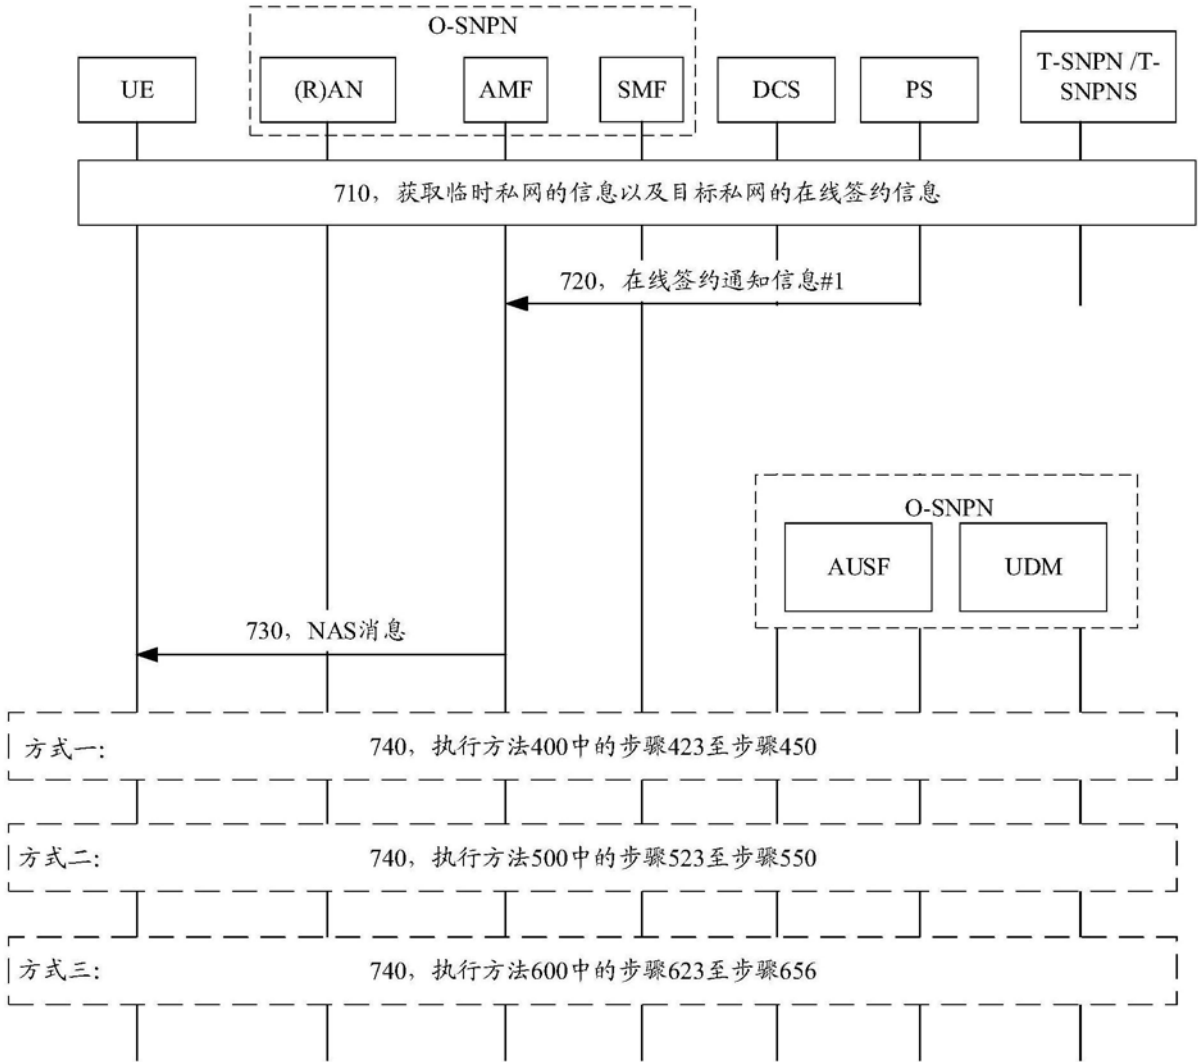 O-SNPN
UE
(R)AN
AMF
SMF
DCS
PS
T-SNPN /T-
SNPNS
710，获取临时私网的信息以及目标私网的在线签约信息
720，在线签约通知信息#1
O-SNPN
AUSF
UDM
730，NAS消息
方式一：
740，执行方法400中的步骤423至步骤450
方式二：
740，执行方法500中的步骤523至步骤550
方式三：
740，执行方法600中的步骤623至步骤656